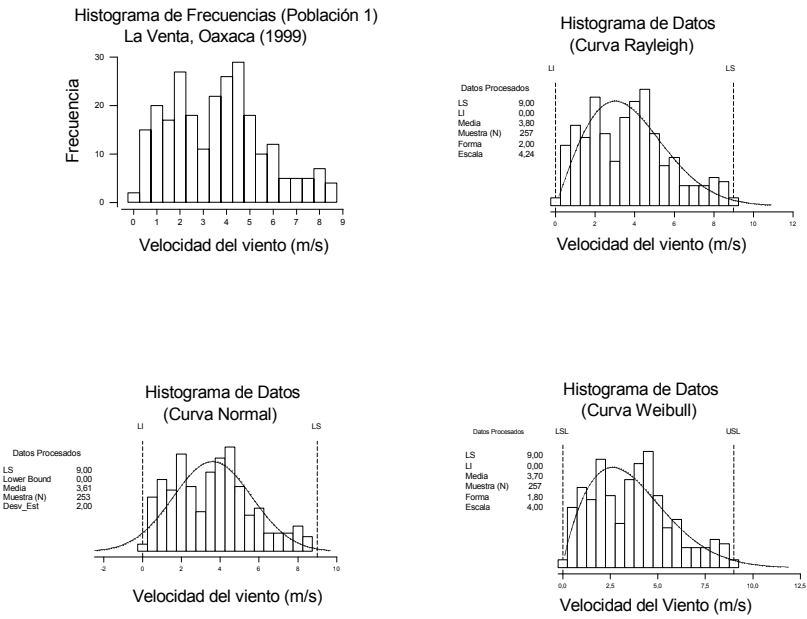 Histograma de Frecuencias (Población 1)
La Venta, Oaxaca (1999)
30
20
10
0
Frecuencia
0 1 2 3 4 5 6 7 8 9
Velocidad del viento (m/s)
Histograma de Datos
(Curva Rayleigh)
LI LS
Datos Procesados
LS 9,00
LI 0,00
Media 3,80
Muestra (N) 257
Forma 2,00
Escala 4,24
0 2 4 6 8 10 12
Velocidad del viento (m/s)
Histograma de Datos
(Curva Normal)
LI LS
Datos Procesados
LS 9,00
Lower Bound 0,00
Media 3,61
Muestra (N) 253
Desv_Est 2,00
-2 0 2 4 6 8 10
Velocidad del viento (m/s)
Histograma de Datos
(Curva Weibull)
Datos Procesados
LSL USL
LS 9,00
LI 0,00
Media 3,70
Muestra (N) 257
Forma 1,80
Escala 4,00
0,0 2,5 5,0 7,5 10,0 12,5
Velocidad del Viento (m/s)